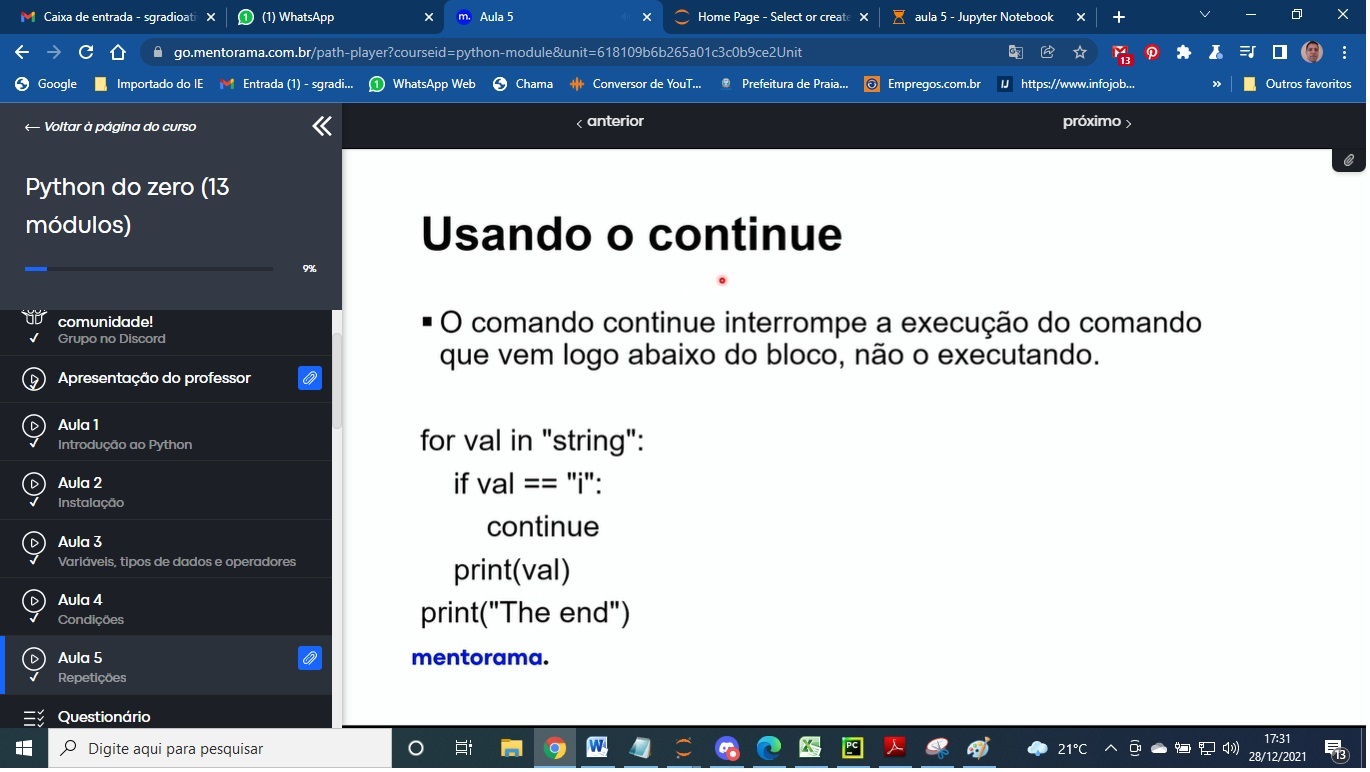 Caixa de entrada - sgradioati
(1) WhatsApp
Aula 5
Home Page - Select or create
aula 5 - Jupyter Notebook
go.mentorama.com.br/path-player?courseid=python-module&unit=618109b6b265a01c3c0b9ce2Unit
13
Google
Importado do IE
Entrada (1) - sgradi...
WhatsApp Web
Chama
Conversor de YouT...
Prefeitura de Praia...
Empregos.com.br
https://www.infojob...
»
Outros favoritos
← Voltar à página do curso
‹ anterior
próximo ›
Python do zero (13
módulos)
9%
comunidade!
Grupo no Discord
Apresentação do professor
Aula 1
Introdução ao Python
Aula 2
Instalação
Aula 3
Variáveis, tipos de dados e operadores
Aula 4
Condições
Aula 5
Repetições
Questionário
Usando o continue
▪ O comando continue interrompe a execução do comando
que vem logo abaixo do bloco, não o executando.
for val in "string":
if val == "i":
continue
print(val)
print("The end")
mentorama.
Digite aqui para pesquisar
21°C
17:31
28/12/2021
13